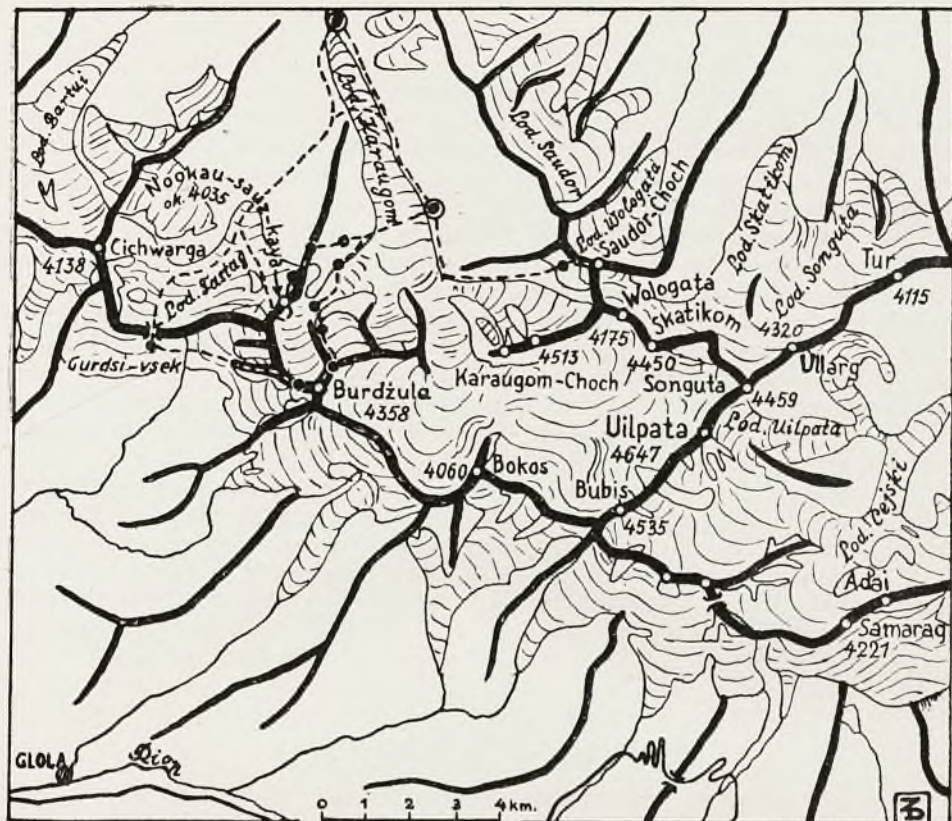 Lod. Bartui
Nookau-sauz-kaya
ok. 4035
Cichwarga
4138
Lod. Tartag
Gurdsi-vsek
Lod. Karaugom
Lod. Saudor
Lod. Wologata
Saudor-Choch
Lod. Skatikom
Lod. Songuta
Tur
4115
Wologata
4175
Skatikom
4450
4320
Ullarg
4513
Karaugom-Choch
Songuta
4459
Burdżula
4358
Uilpata
4647
Lod. Uilpata
4060
Bokos
Bubis
4535
Lod. Cejski
Adai
Samarag
4221
GLOLA
Rion
0 1 2 3 4 km.